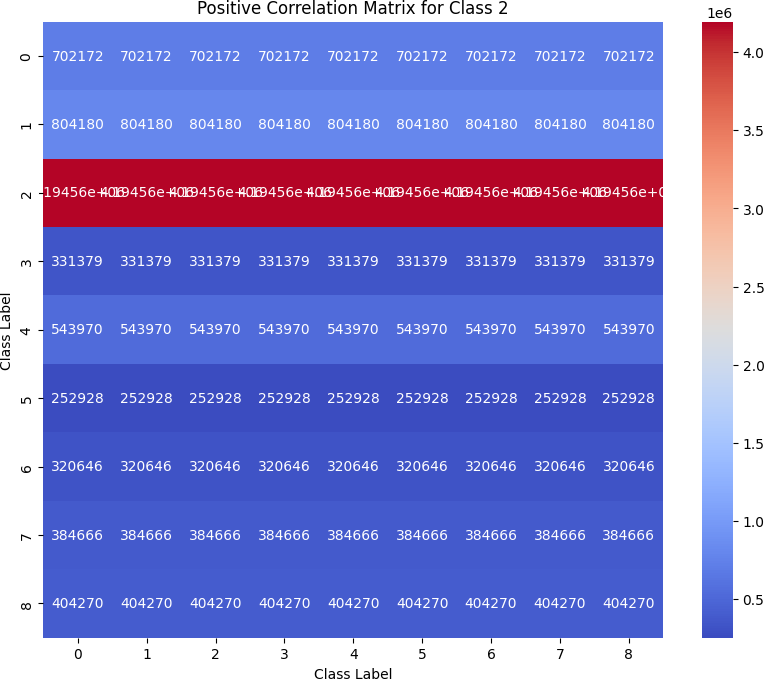 Positive Correlation Matrix for Class 2
1e6
0 702172 702172 702172 702172 702172 702172 702172 702172 702172
1 804180 804180 804180 804180 804180 804180 804180 804180 804180
2
3 331379 331379 331379 331379 331379 331379 331379 331379 331379
4 543970 543970 543970 543970 543970 543970 543970 543970 543970
5 252928 252928 252928 252928 252928 252928 252928 252928 252928
6 320646 320646 320646 320646 320646 320646 320646 320646 320646
7 384666 384666 384666 384666 384666 384666 384666 384666 384666
8 404270 404270 404270 404270 404270 404270 404270 404270 404270
0 1 2 3 4 5 6 7 8
Class Label
Class Label
4.0
3.5
3.0
2.5
2.0
1.5
1.0
0.5